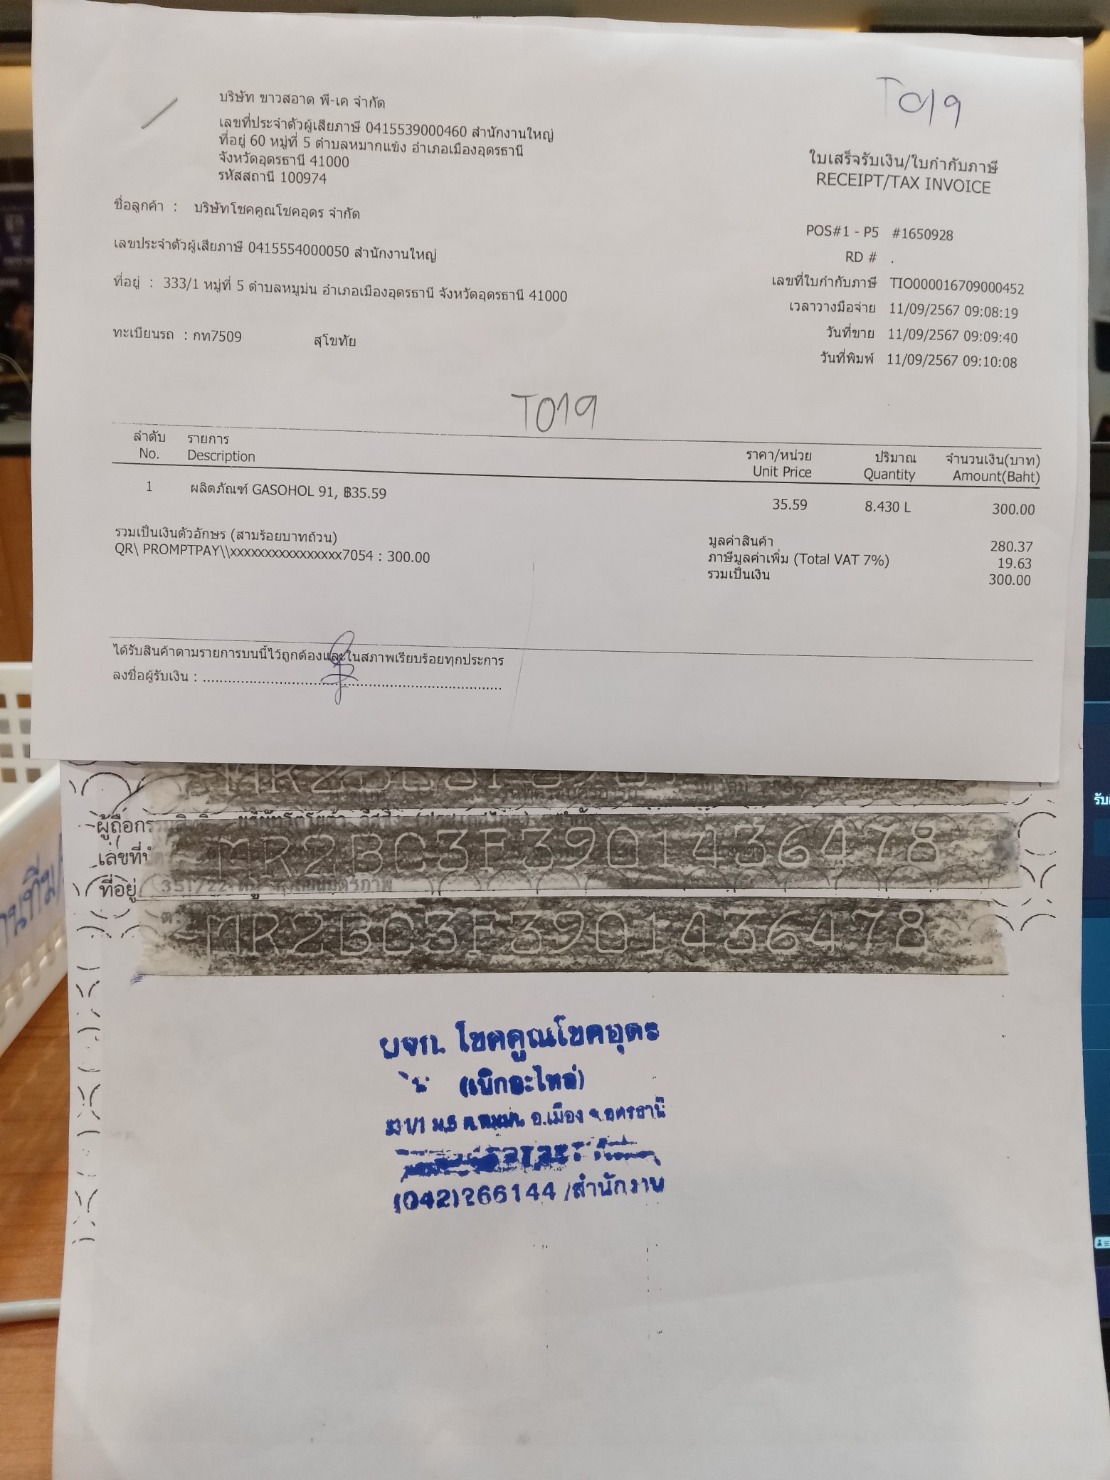 T019
บริษัท ขาวสอาด พี-เค จำกัด
เลขที่ประจำตัวผู้เสียภาษี 0415539000460 สำนักงานใหญ่
ที่อยู่ 60 หมู่ที่ 5 ตำบลหมากแข้ง อำเภอเมืองอุดรธานี
จังหวัดอุดรธานี 41000
รหัสสถานี 100974
ใบเสร็จรับเงิน/ใบกำกับภาษี
RECEIPT/TAX INVOICE
ชื่อลูกค้า : บริษัทโชคคูณโชคอุดร จำกัด
เลขประจำตัวผู้เสียภาษี 0415554000050 สำนักงานใหญ่
ที่อยู่ : 333/1 หมู่ที่ 5 ตำบลหมูม่น อำเภอเมืองอุดรธานี จังหวัดอุดรธานี 41000
ทะเบียนรถ : กท7509 สุโขทัย
POS#1 - P5 #1650928
RD # .
เลขที่ใบกำกับภาษี TIO000016709000452
เวลาวางมือจ่าย 11/09/2567 09:08:19
วันที่ขาย 11/09/2567 09:09:40
วันที่พิมพ์ 11/09/2567 09:10:08
T019
ลำดับ รายการ ราคา/หน่วย ปริมาณ จำนวนเงิน(บาท)
No. Description Unit Price Quantity Amount(Baht)
1 ผลิตภัณฑ์ GASOHOL 91, ฿35.59 35.59 8.430 L 300.00
รวมเป็นเงินตัวอักษร (สามร้อยบาทถ้วน)
QR\ PROMPTPAY\\xxxxxxxxxxxxxxxx7054 : 300.00
มูลค่าสินค้า 280.37
ภาษีมูลค่าเพิ่ม (Total VAT 7%) 19.63
รวมเป็นเงิน 300.00
ได้รับสินค้าตามรายการบนนี้ไว้ถูกต้องและในสภาพเรียบร้อยทุกประการ
ลงชื่อผู้รับเงิน :
MR2BC3F3901436478
ที่อยู่
MR2BC3F3901436478
บจก. โชคคูณโชคอุดร
(เบิกอะไหล่)
ม.5 อ.เมือง จ.อุดรธานี
(042)266144 /สำนักงาน